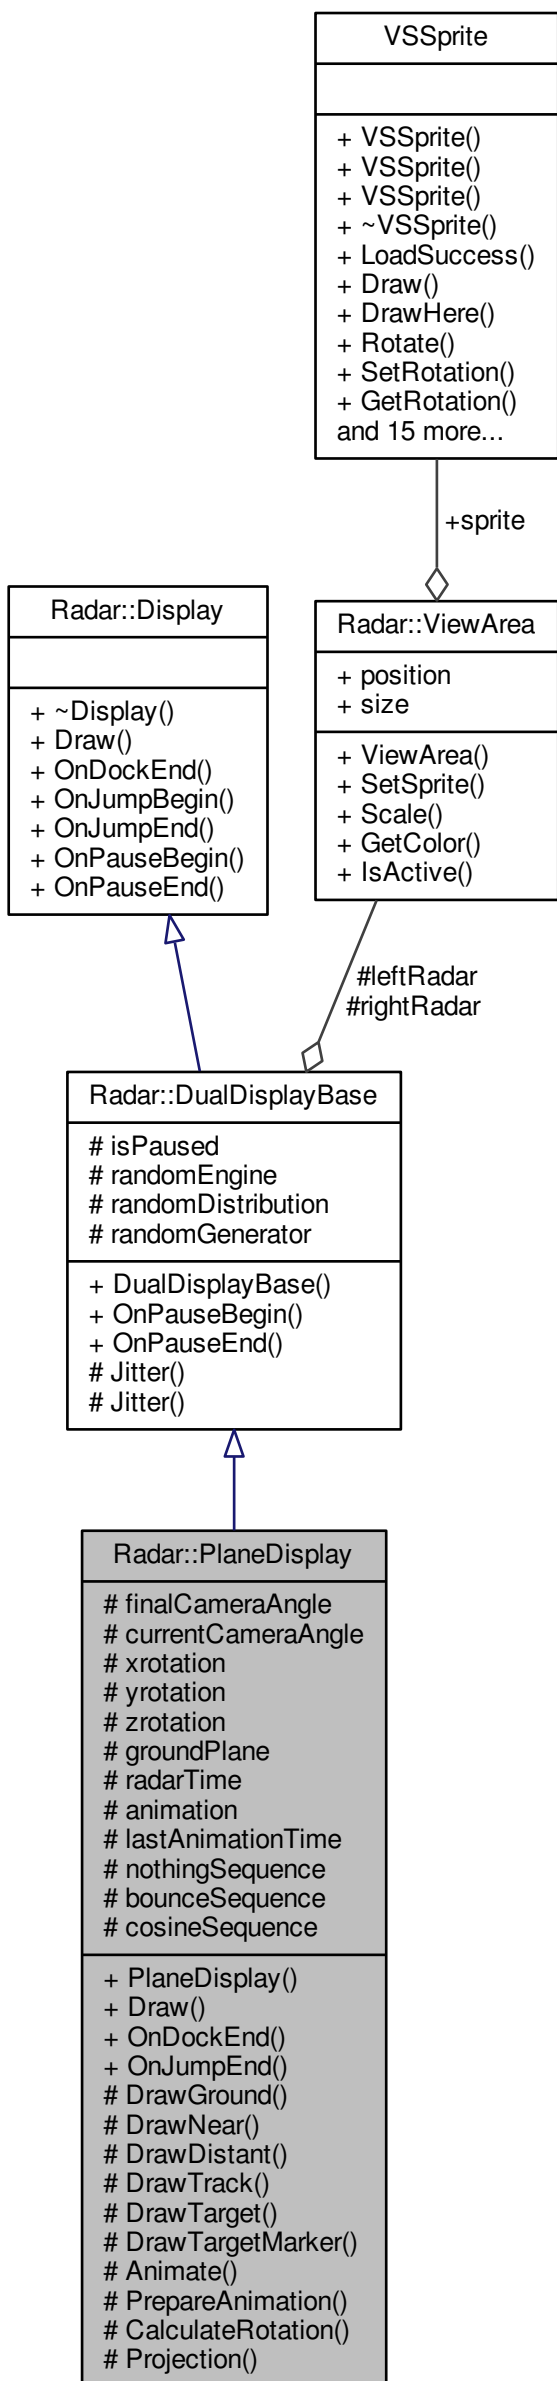 VSSprite
+ VSSprite()
+ VSSprite()
+ VSSprite()
+ ~VSSprite()
+ LoadSuccess()
+ Draw()
+ DrawHere()
+ Rotate()
+ SetRotation()
+ GetRotation()
and 15 more...
+sprite
Radar::Display
+ ~Display()
+ Draw()
+ OnDockEnd()
+ OnJumpBegin()
+ OnJumpEnd()
+ OnPauseBegin()
+ OnPauseEnd()
Radar::ViewArea
+ position
+ size
+ ViewArea()
+ SetSprite()
+ Scale()
+ GetColor()
+ IsActive()
#leftRadar
#rightRadar
Radar::DualDisplayBase
# isPaused
# randomEngine
# randomDistribution
# randomGenerator
+ DualDisplayBase()
+ OnPauseBegin()
+ OnPauseEnd()
# Jitter()
# Jitter()
Radar::PlaneDisplay
# finalCameraAngle
# currentCameraAngle
# xrotation
# yrotation
# zrotation
# groundPlane
# radarTime
# animation
# lastAnimationTime
# nothingSequence
# bounceSequence
# cosineSequence
+ PlaneDisplay()
+ Draw()
+ OnDockEnd()
+ OnJumpEnd()
# DrawGround()
# DrawNear()
# DrawDistant()
# DrawTrack()
# DrawTarget()
# DrawTargetMarker()
# Animate()
# PrepareAnimation()
# CalculateRotation()
# Projection()